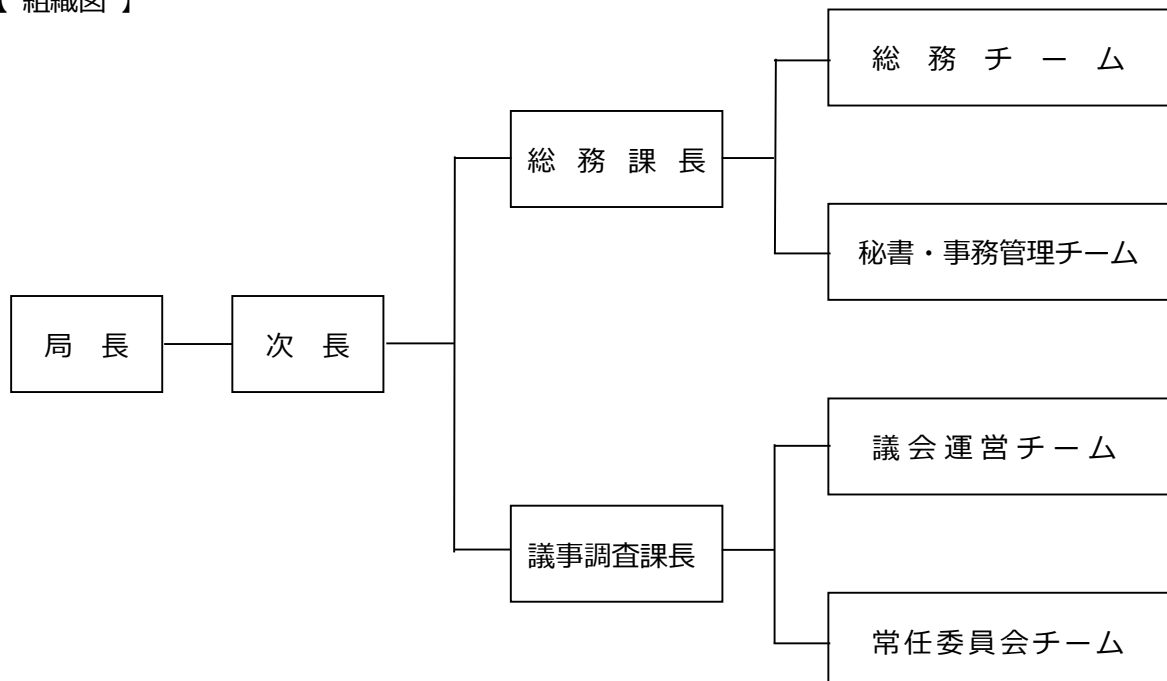 【 組織図 】
総務チーム
総務課長
秘書・事務管理チーム
局長
次長
議会運営チーム
議事調査課長
常任委員会チーム